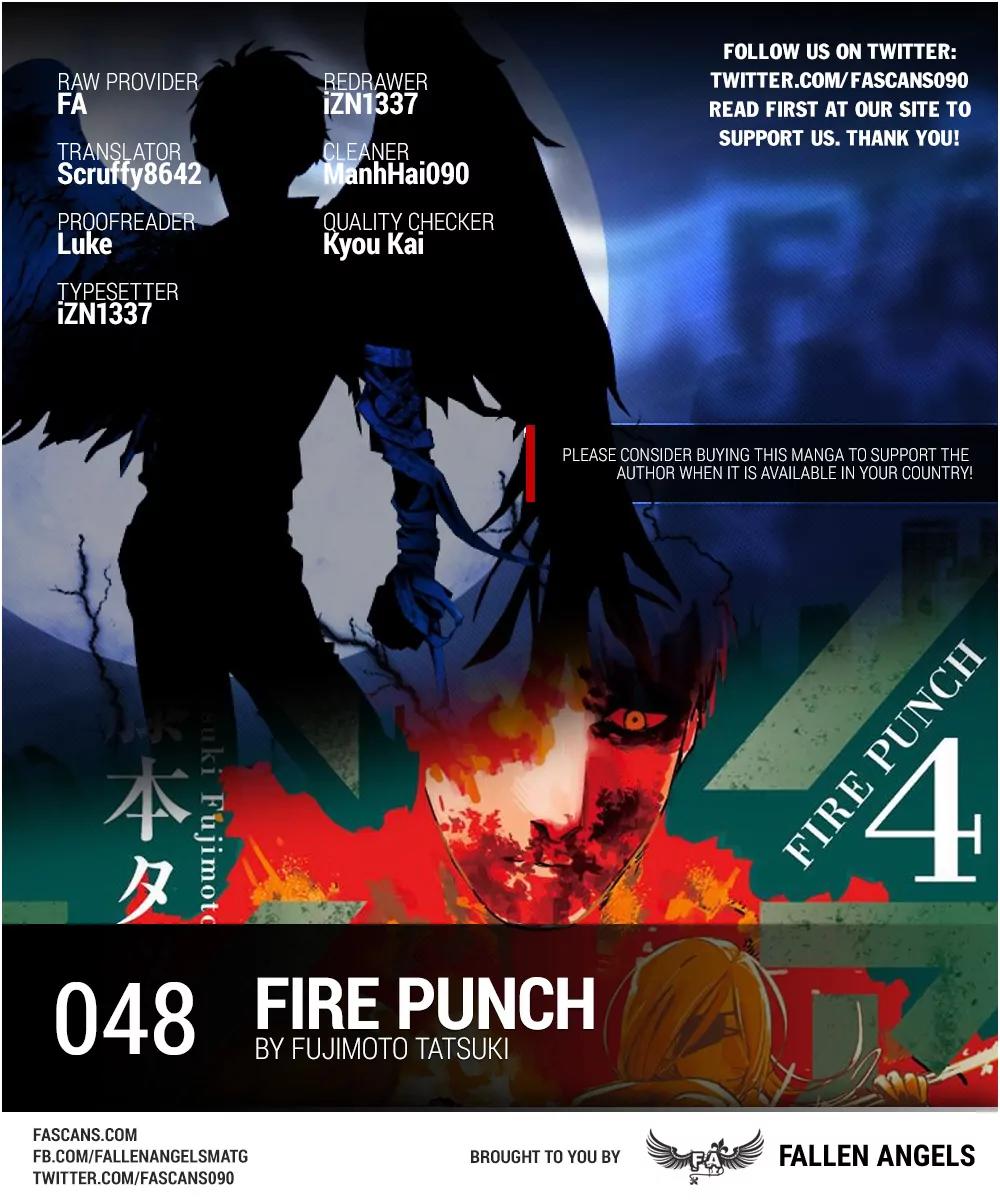 RAW PROVIDER
FA
TRANSLATOR
Scruffy8642
PROOFREADER
Luke
TYPESETTER
iZN1337
REDRAWER
iZN1337
CLEANER
ManhHai090
QUALITY CHECKER
Kyou Kai
FOLLOW US ON TWITTER:
TWITTER.COM/FASCANS090
READ FIRST AT OUR SITE TO
SUPPORT US. THANK YOU!
FA
PLEASE CONSIDER BUYING THIS MANGA TO SUPPORT THE
AUTHOR WHEN IT IS AVAILABLE IN YOUR COUNTRY!
藤本タ
Fujimoto
FIRE PUNCH
4
048
FIRE PUNCH
BY FUJIMOTO TATSUKI
FASCANS.COM
FB.COM/FALLENANGELSMATG
TWITTER.COM/FASCANS090
BROUGHT TO YOU BY
FA
FALLEN ANGELS